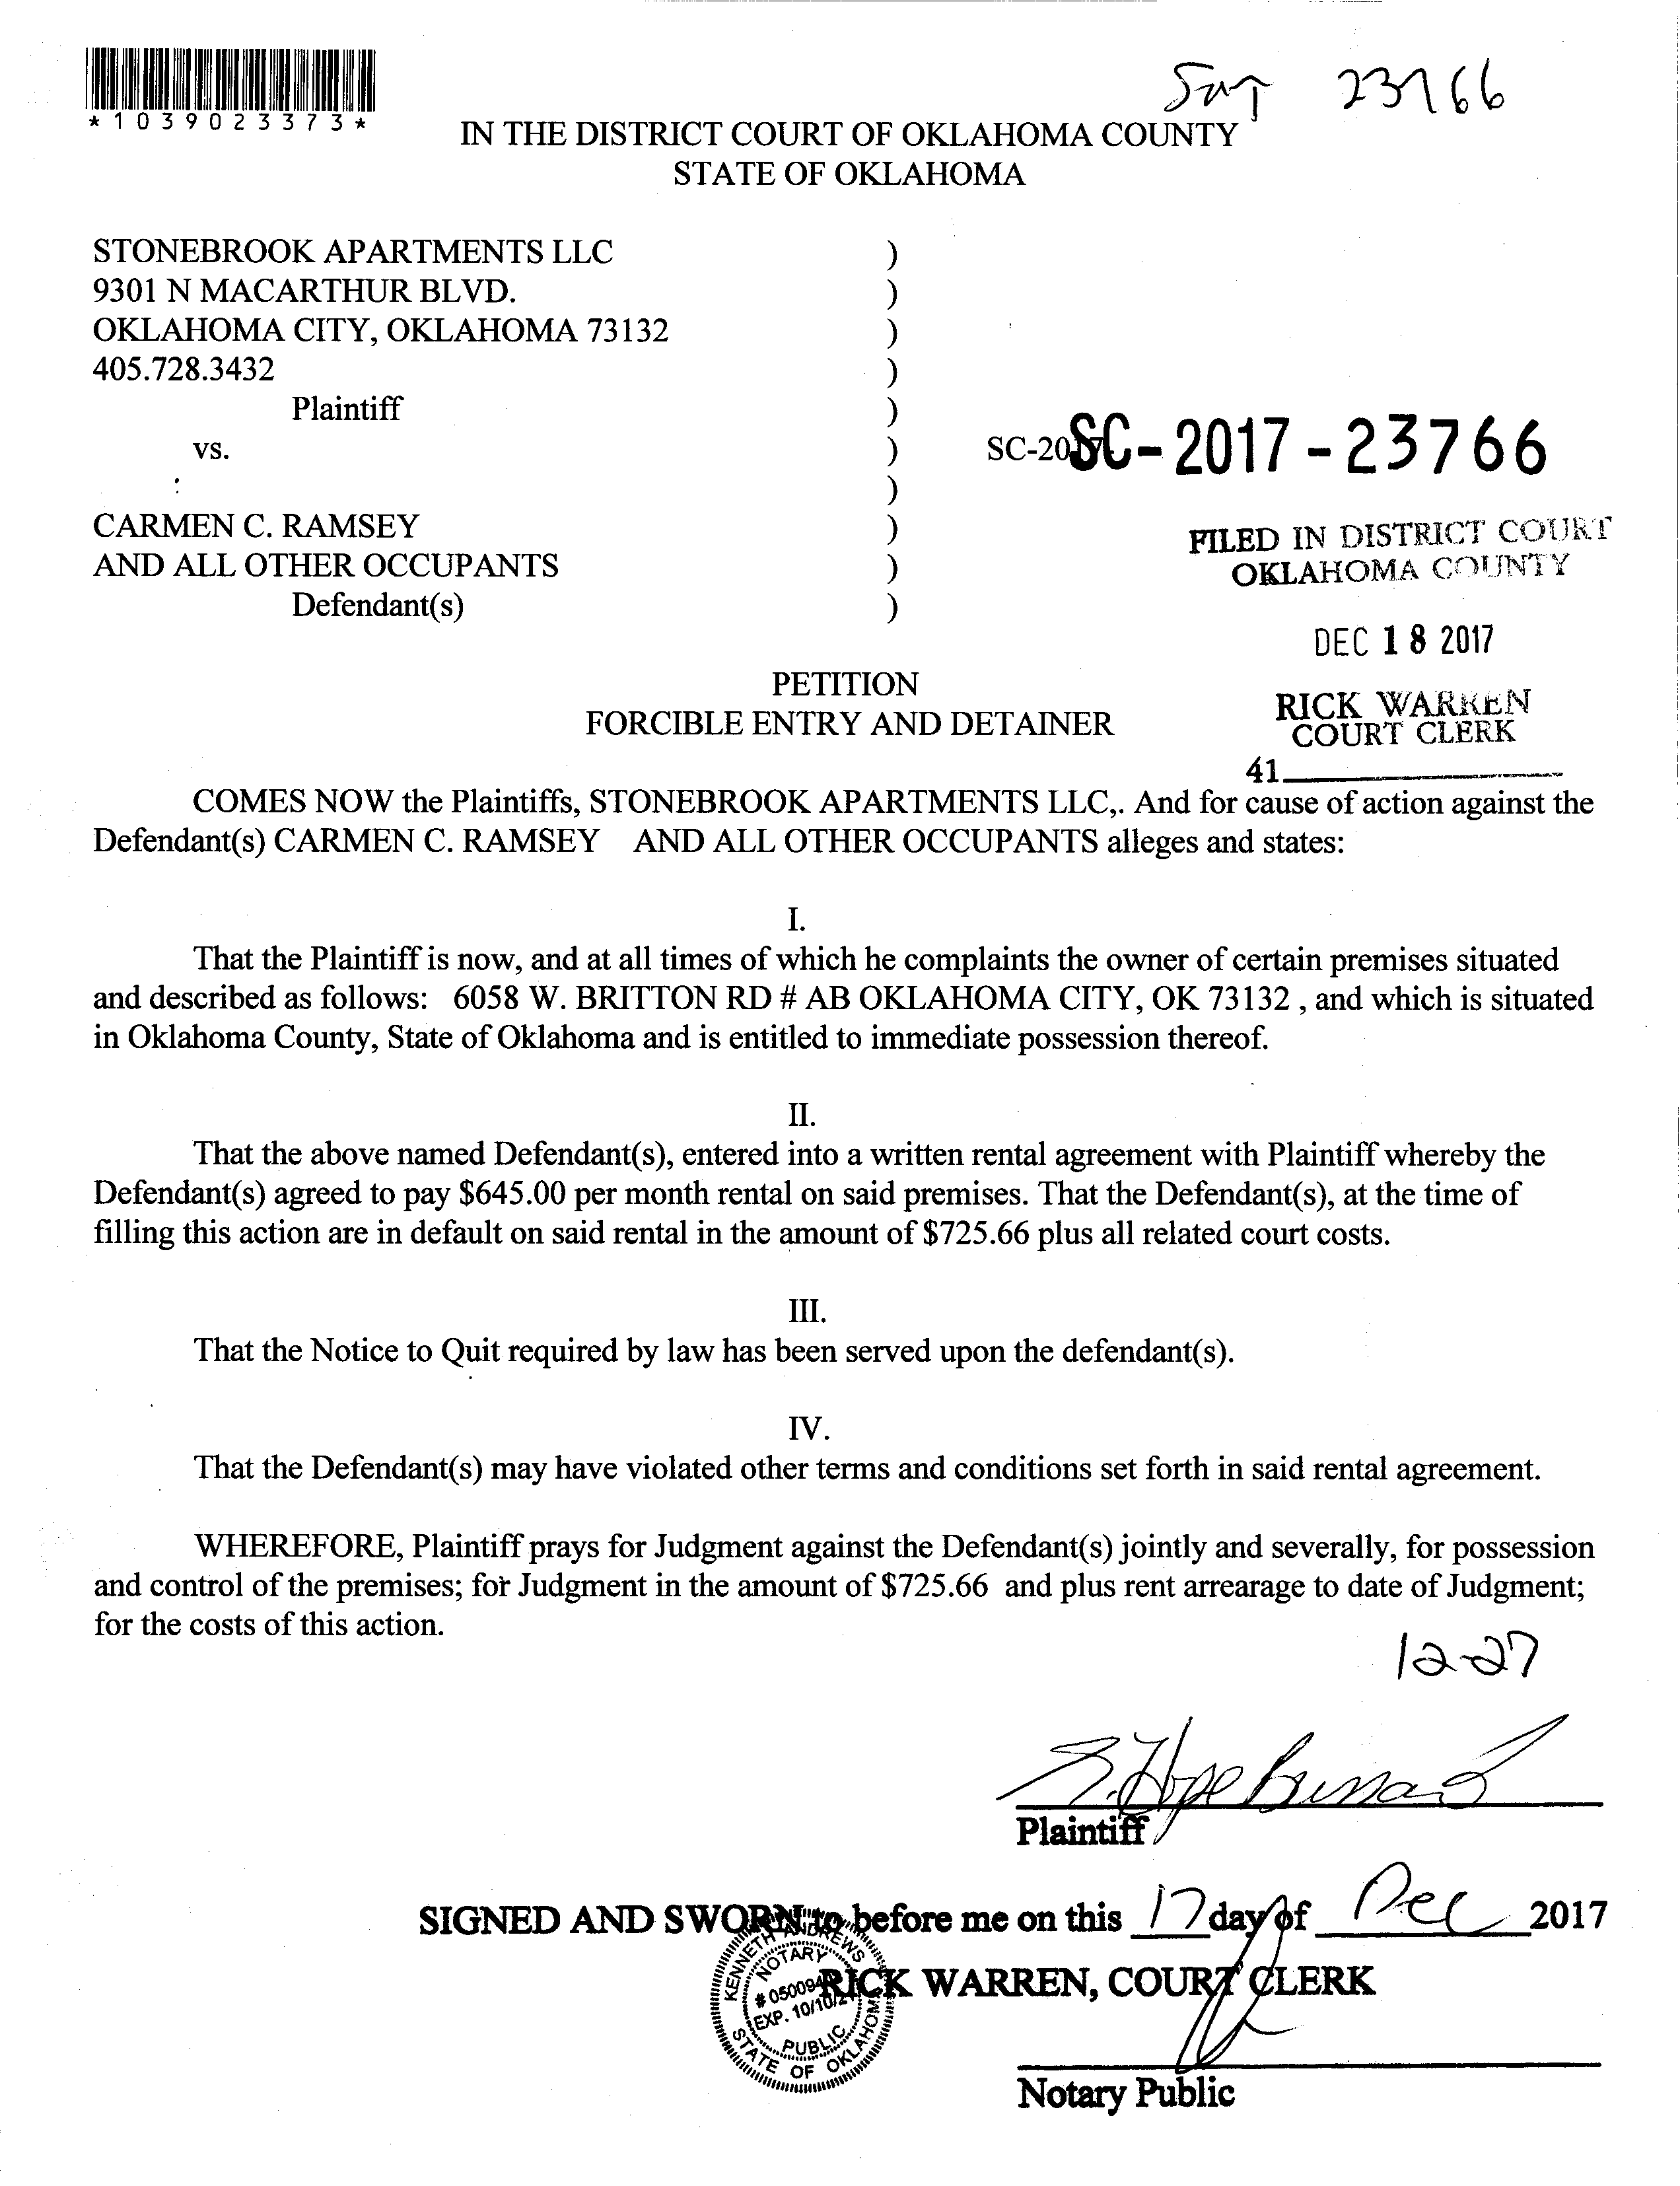 SMT 23766
*1039023373*
IN THE DISTRICT COURT OF OKLAHOMA COUNTY
STATE OF OKLAHOMA
STONEBROOK APARTMENTS LLC )
9301 N MACARTHUR BLVD. )
OKLAHOMA CITY, OKLAHOMA 73132 )
405.728.3432 )
Plaintiff )
vs. ) SC-2017 SC-2017-23766
: )
CARMEN C. RAMSEY )
AND ALL OTHER OCCUPANTS )
Defendant(s) )
FILED IN DISTRICT COURT
OKLAHOMA COUNTY
DEC 18 2017
RICK WARREN
COURT CLERK
41
PETITION
FORCIBLE ENTRY AND DETAINER
COMES NOW the Plaintiffs, STONEBROOK APARTMENTS LLC,. And for cause of action against the
Defendant(s) CARMEN C. RAMSEY AND ALL OTHER OCCUPANTS alleges and states:
I.
That the Plaintiff is now, and at all times of which he complaints the owner of certain premises situated
and described as follows: 6058 W. BRITTON RD # AB OKLAHOMA CITY, OK 73132 , and which is situated
in Oklahoma County, State of Oklahoma and is entitled to immediate possession thereof.
II.
That the above named Defendant(s), entered into a written rental agreement with Plaintiff whereby the
Defendant(s) agreed to pay $645.00 per month rental on said premises. That the Defendant(s), at the time of
filling this action are in default on said rental in the amount of $725.66 plus all related court costs.
III.
That the Notice to Quit required by law has been served upon the defendant(s).
IV.
That the Defendant(s) may have violated other terms and conditions set forth in said rental agreement.
WHEREFORE, Plaintiff prays for Judgment against the Defendant(s) jointly and severally, for possession
and control of the premises; for Judgment in the amount of $725.66 and plus rent arrearage to date of Judgment;
for the costs of this action.
12-27
Hope
Plaintiff
SIGNED AND SWORN to before me on this 17 day of Dec 2017
RICK WARREN, COURT CLERK
KENNETH ANDREWS
NOTARY
# 05009
EXP. 10/10/21
PUBLIC
STATE OF OKLAHOMA
Notary Public